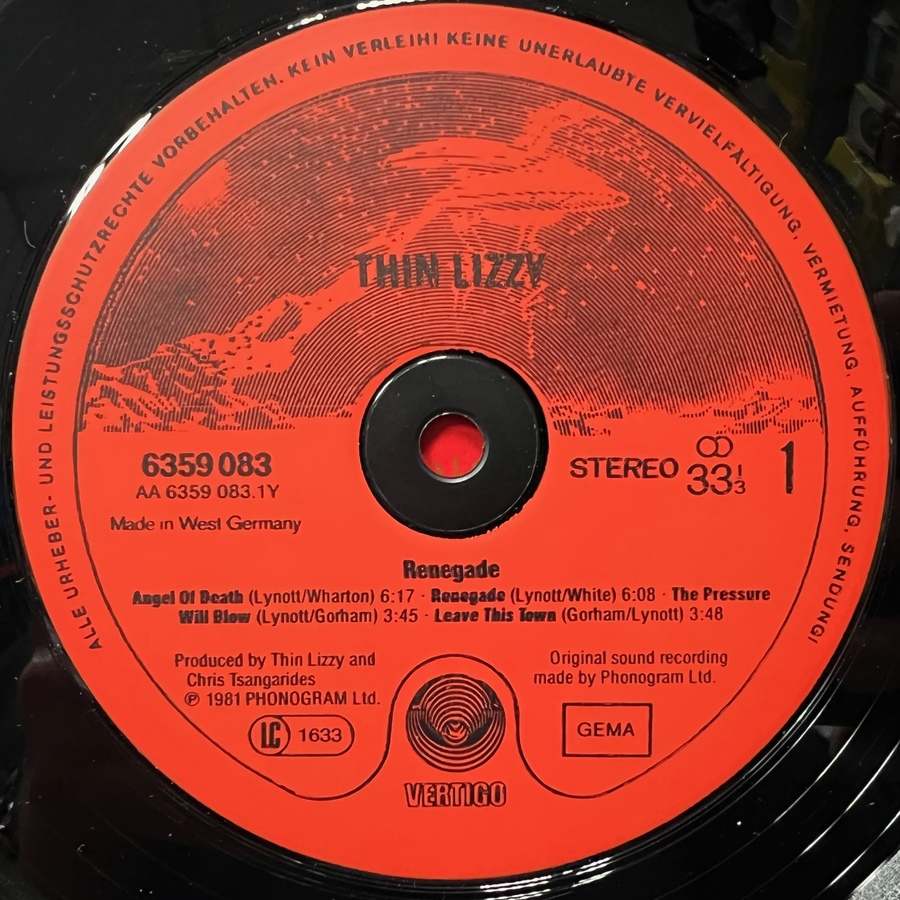 ALLE URHEBER- UND LEISTUNGSSCHUTZRECHTE VORBEHALTEN. KEIN VERLEIH! KEINE UNERLAUBTE VERVIELFÄLTIGUNG, VERMIETUNG, AUFFÜHRUNG, SENDUNG!
THIN LIZZY
6359 083
AA 6359 083.1Y
Made in West Germany
STEREO 33 1/3
1
Renegade
Angel Of Death (Lynott/Wharton) 6:17 · Renegade (Lynott/White) 6:08 · The Pressure
Will Blow (Lynott/Gorham) 3:45 · Leave This Town (Gorham/Lynott) 3:48
Produced by Thin Lizzy and
Chris Tsangarides
℗ 1981 PHONOGRAM Ltd.
LC 1633
Original sound recording
made by Phonogram Ltd.
GEMA
VERTIGO